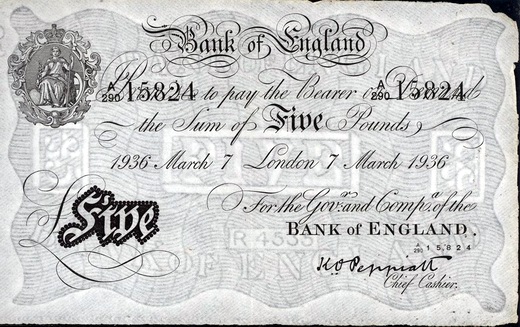 Bank of England
A/290 15824 to pay the Bearer on Demand A/290 15824
the Sum of Five Pounds
1936 March 7 London 7 March 1936
£ Five
For the Govr. and Compa. of the
BANK of ENGLAND.
A/290 15824
R 4533
K O Peppiatt
Chief Cashier.